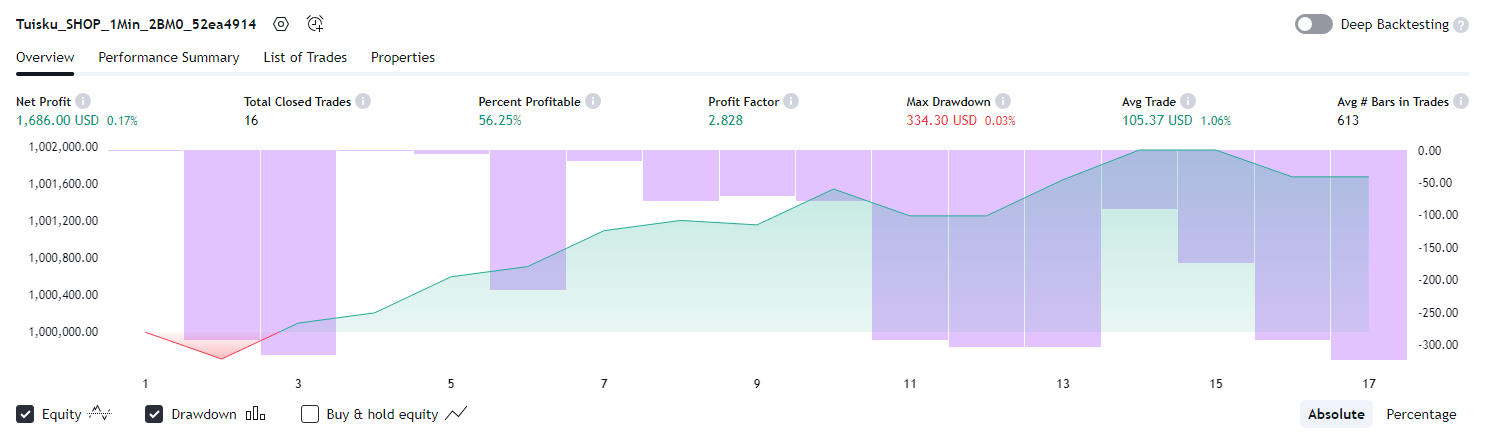 Tuisku_SHOP_1Min_2BM0_52ea4914 Deep Backtesting ?
Overview Performance Summary List of Trades Properties
Net Profit i Total Closed Trades i Percent Profitable i Profit Factor i Max Drawdown i Avg Trade i Avg # Bars in Trades i
1,686.00 USD 0.17% 16 56.25% 2.828 334.30 USD 0.03% 105.37 USD 1.06% 613
1,002,000.00 0.00
1,001,600.00 -50.00
1,001,200.00 -100.00
1,000,800.00 -150.00
1,000,400.00 -200.00
1,000,000.00 -250.00
-300.00
1 3 5 7 9 11 13 15 17
Equity Drawdown Buy & hold equity Absolute Percentage